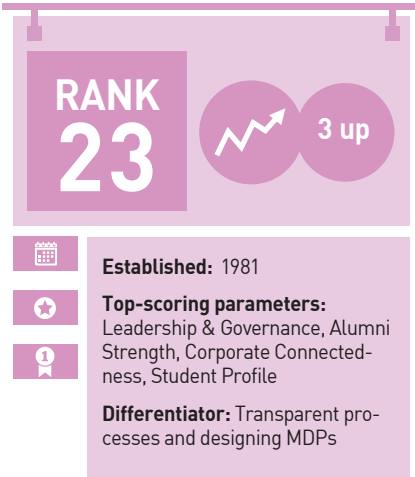 RANK
23
3 up
1
Established: 1981
Top-scoring parameters:
Leadership & Governance, Alumni
Strength, Corporate Connected-
ness, Student Profile
Differentiator: Transparent pro-
cesses and designing MDPs